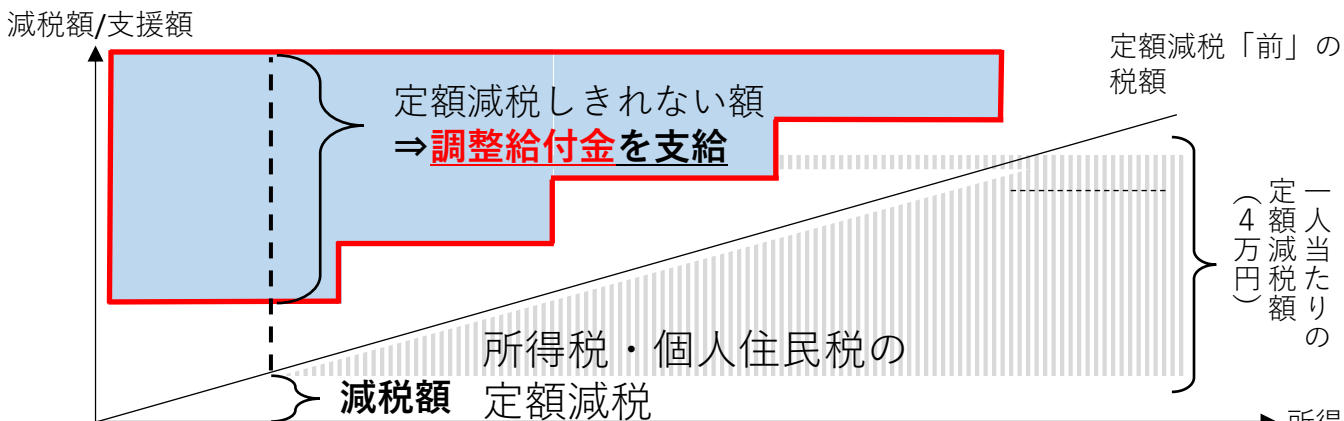 減税額/支援額
定額減税「前」の
税額
定額減税しきれない額
⇒調整給付金を支給
一人当たりの
定額減税額
（４万円）
所得税・個人住民税の
減税額 定額減税
所得